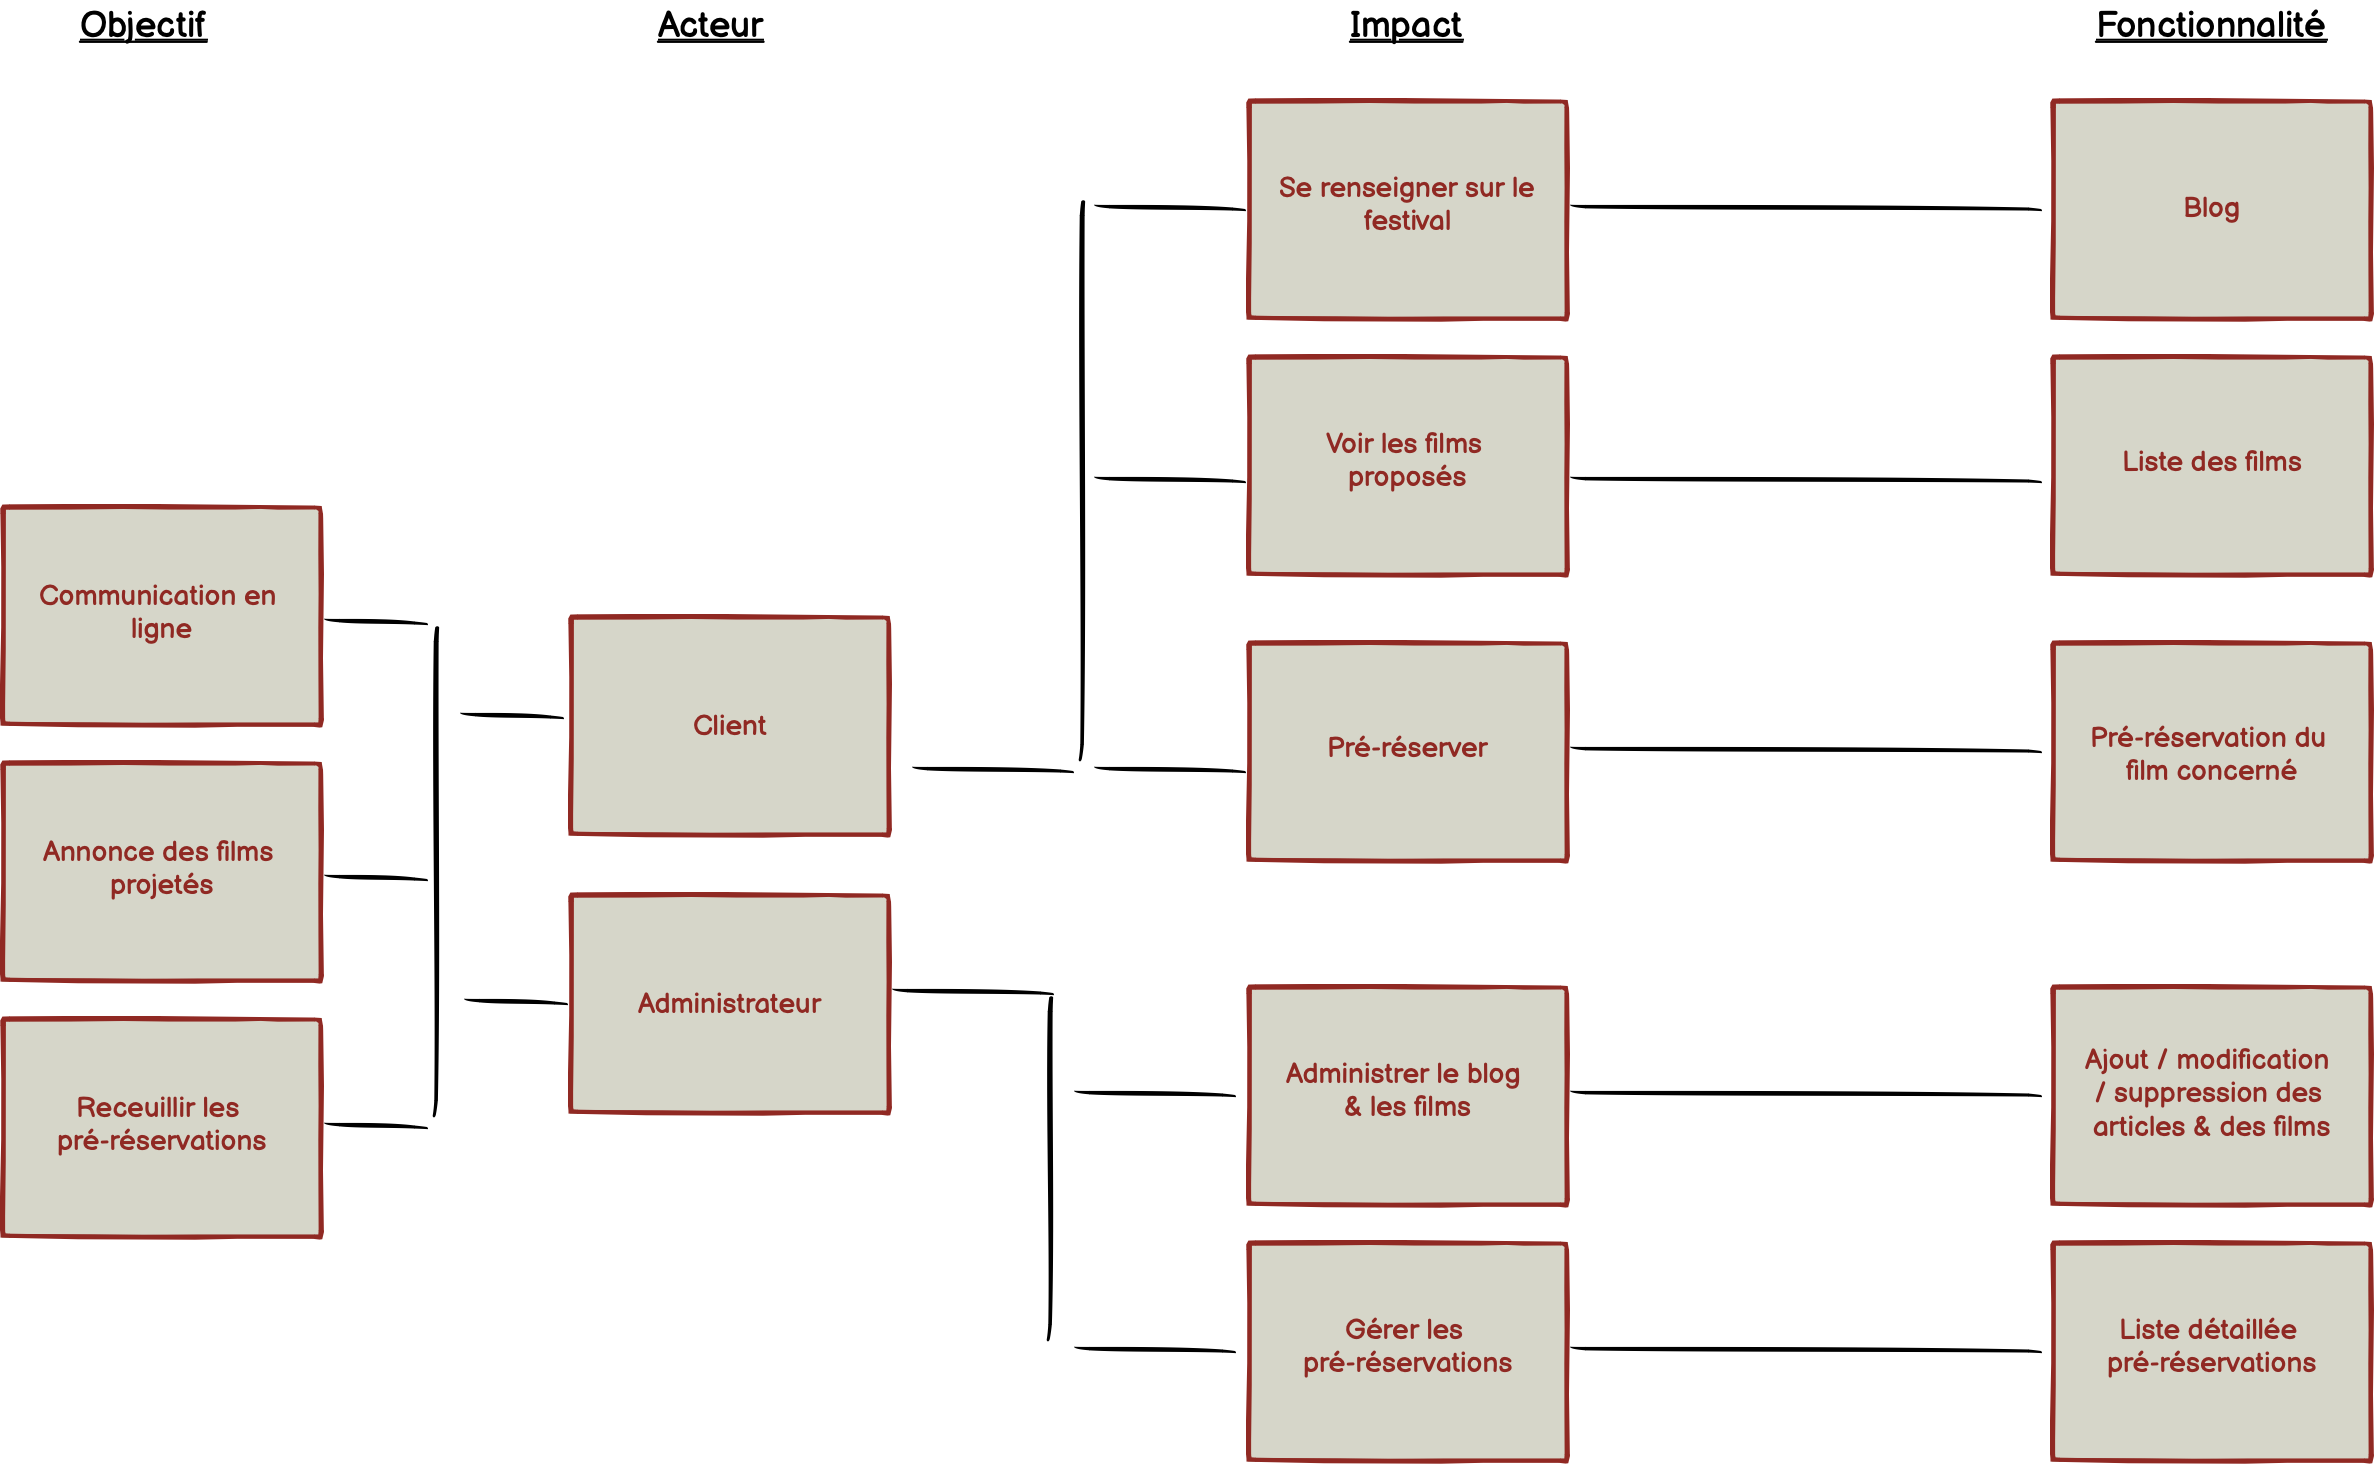 Objectif
Acteur
Impact
Fonctionnalité
Communication en
ligne
Annonce des films
projetés
Receuillir les
pré-réservations
Client
Administrateur
Se renseigner sur le
festival
Voir les films
proposés
Pré-réserver
Administrer le blog
& les films
Gérer les
pré-réservations
Blog
Liste des films
Pré-réservation du
film concerné
Ajout / modification
/ suppression des
articles & des films
Liste détaillée
pré-réservations